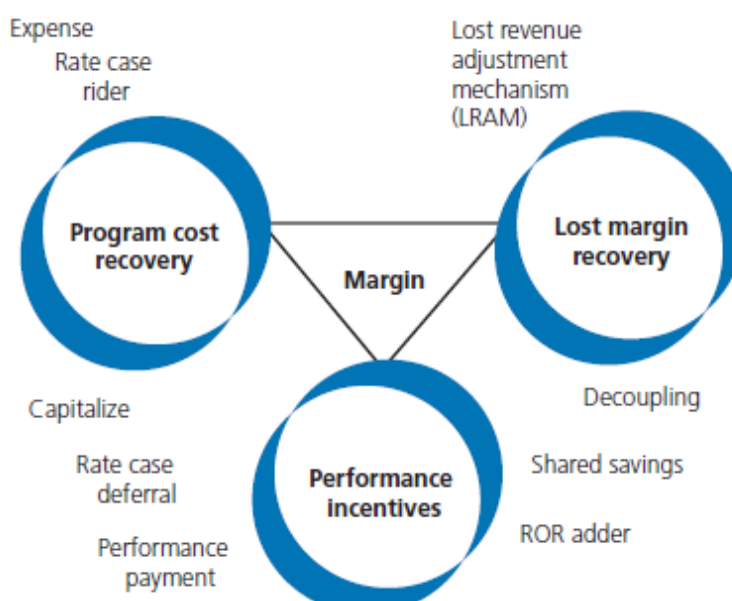 Expense
Rate case
rider
Lost revenue
adjustment
mechanism
(LRAM)
Program cost
recovery
Margin
Lost margin
recovery
Capitalize
Rate case
deferral
Performance
payment
Performance
incentives
Decoupling
Shared savings
ROR adder